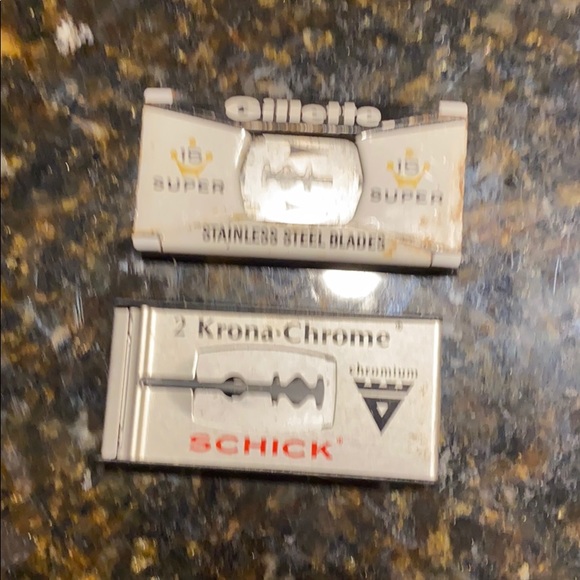 Gillette
15 15
SUPER SUPER
STAINLESS STEEL BLADES
2 Krona-Chrome®
chromium
SCHICK®